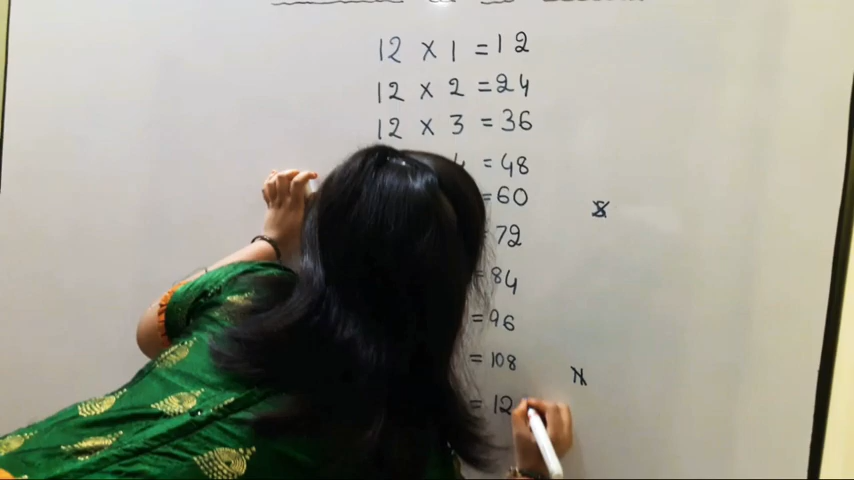 12 × 1 = 12
12 × 2 = 24
12 × 3 = 36
= 48
= 60
72
= 84
= 96
= 108
= 12